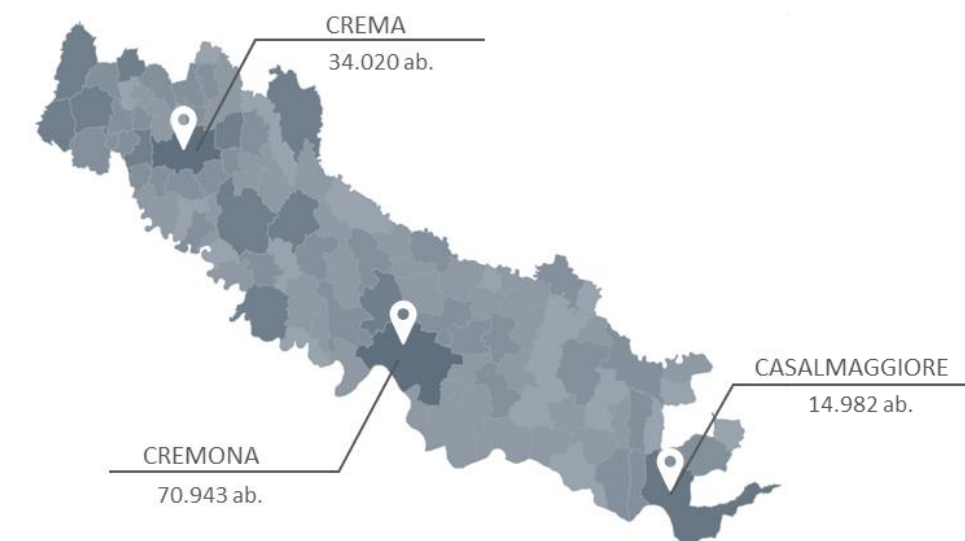 CREMA
34.020 ab.
CASALMAGGIORE
14.982 ab.
CREMONA
70.943 ab.